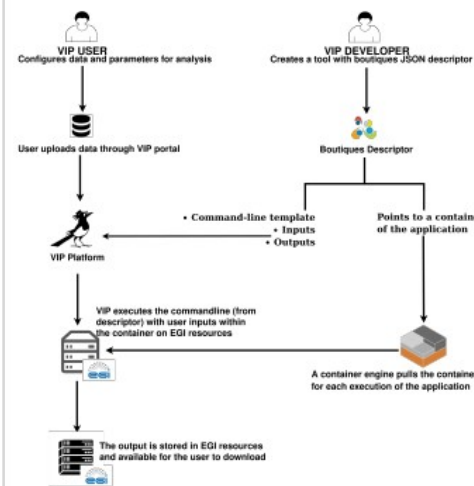 VIP USER
Configures data and parameters for analysis
VIP DEVELOPER
Creates a tool with boutiques JSON descriptor
User uploads data through VIP portal
Boutiques Descriptor
• Command-line template
• Inputs
• Outputs
Points to a contain
of the application
VIP Platform
VIP executes the commandline (from
descriptor) with user inputs within
the container on EGI resources
A container engine pulls the containe
for each execution of the application
The output is stored in EGI resources
and available for the user to download